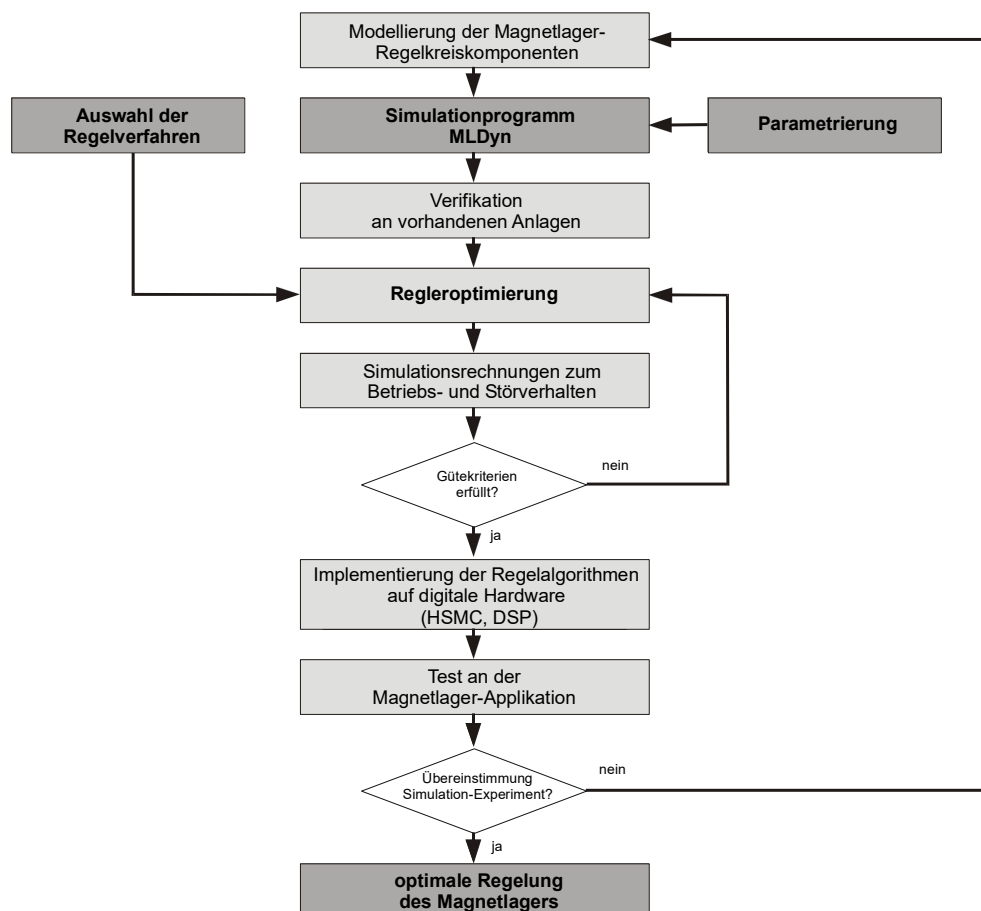 Modellierung der Magnetlager-
Regelkreiskomponenten
Auswahl der
Regelverfahren
Simulationprogramm
MLDyn
Parametrierung
Verifikation
an vorhandenen Anlagen
Regleroptimierung
Simulationsrechnungen zum
Betriebs- und Störverhalten
Gütekriterien
erfüllt?
nein
ja
Implementierung der Regelalgorithmen
auf digitale Hardware
(HSMC, DSP)
Test an der
Magnetlager-Applikation
Übereinstimmung
Simulation-Experiment?
nein
ja
optimale Regelung
des Magnetlagers